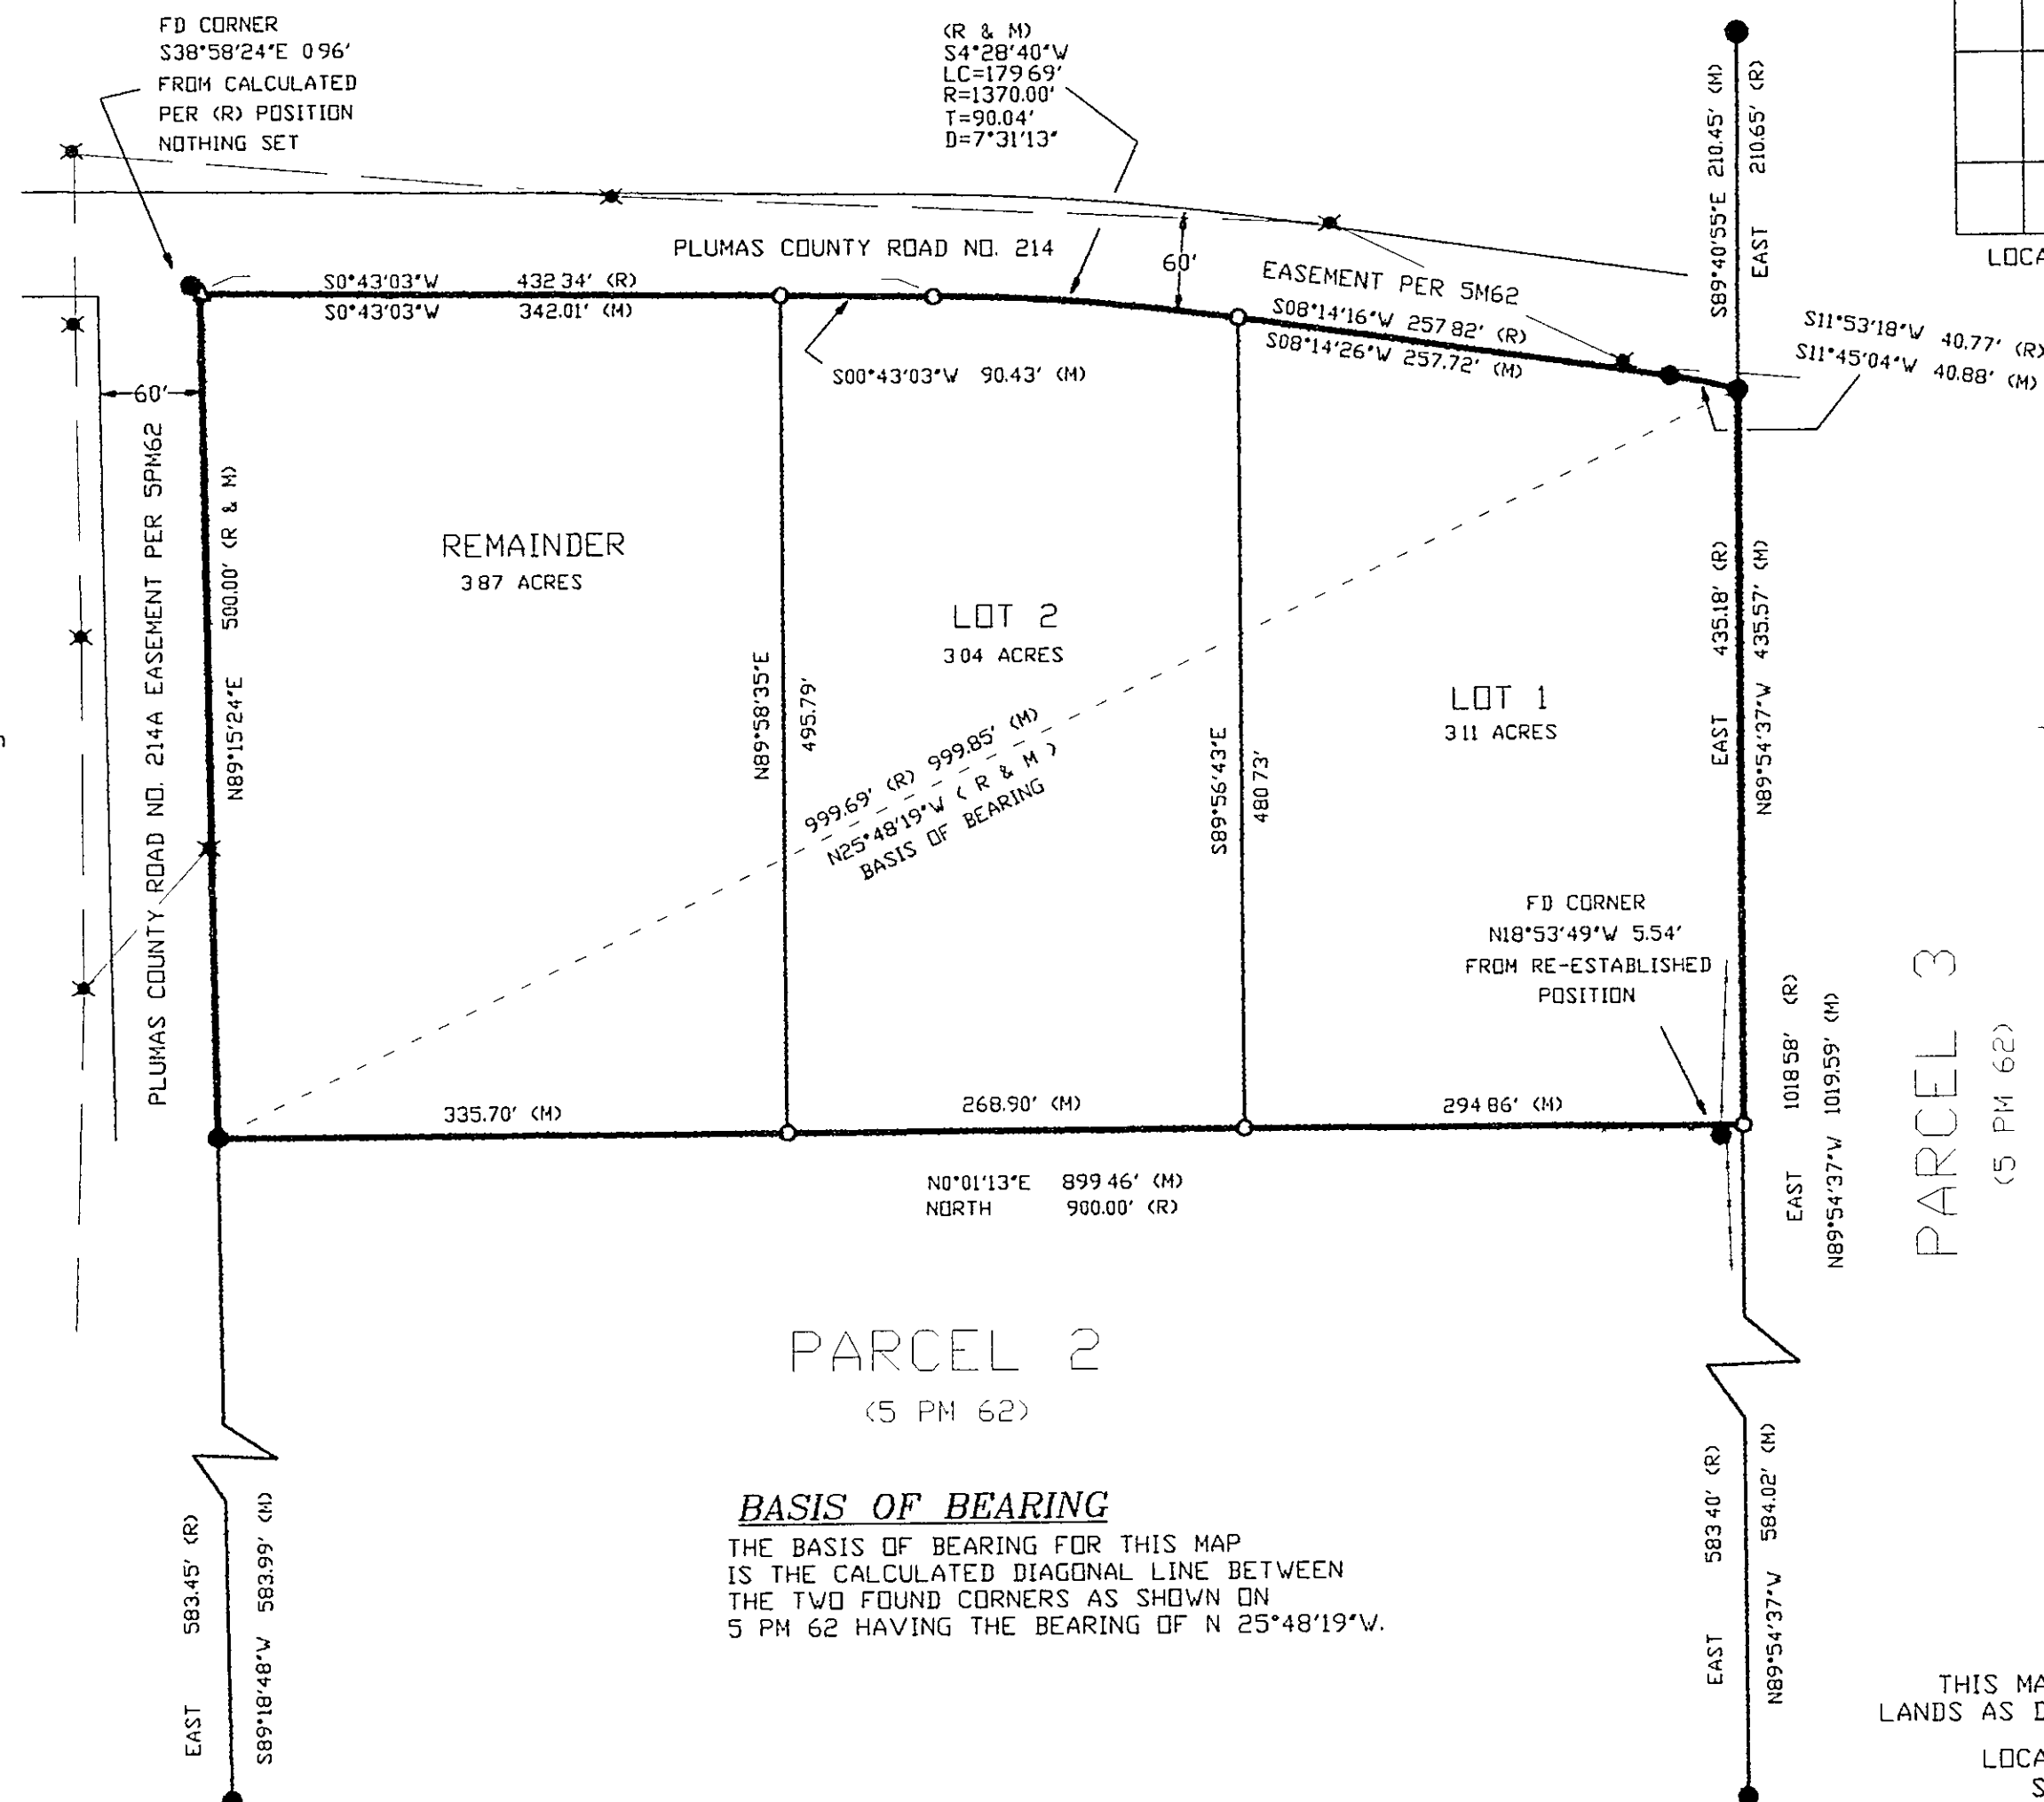 FD CORNER
S38°58'24"E 0 96'
FROM CALCULATED
PER (R) POSITION
NOTHING SET
(R & M)
S4°28'40"W
LC=179 69'
R=1370.00'
T=90.04'
D=7°31'13"
S89°40'55"E 210.45' (M)
EAST 210.65' (R)
LOCA
PLUMAS COUNTY ROAD NO. 214
60'
EASEMENT PER 5M62
S0°43'03"W 432 34' (R)
S0°43'03"W 342.01' (M)
S00°43'03"W 90.43' (M)
S08°14'16"W 257 82' (R)
S08°14'26"W 257.72' (M)
S11°53'18"W 40.77' (R)
S11°45'04"W 40.88' (M)
60'
PLUMAS COUNTY ROAD NO. 214A EASEMENT PER 5PM62
N89°15'24"E 500.00' (R & M)
REMAINDER
3 87 ACRES
LOT 2
3 04 ACRES
LOT 1
3 11 ACRES
N89°58'35"E
495.79'
999.69' (R) 999.85' (M)
N25°48'19"W ( R & M )
BASIS OF BEARING
S89°56'43"E
480 73'
EAST 435.18' (R)
N89°54'37"W 435.57' (M)
FD CORNER
N18°53'49"W 5.54'
FROM RE-ESTABLISHED
POSITION
335.70' (M)
268.90' (M)
294 86' (M)
N0°01'13"E 899 46' (M)
NORTH 900.00' (R)
EAST 1018 58' (R)
N89°54'37"W 1019.59' (M)
PARCEL 3
(5 PM 62)
PARCEL 2
(5 PM 62)
BASIS OF BEARING
THE BASIS OF BEARING FOR THIS MAP
IS THE CALCULATED DIAGONAL LINE BETWEEN
THE TWO FOUND CORNERS AS SHOWN ON
5 PM 62 HAVING THE BEARING OF N 25°48'19"W.
EAST 583.45' (R)
S89°18'48"W 583.99' (M)
EAST 583 40' (R)
N89°54'37"W 584.02' (M)
THIS MA
LANDS AS D
LOCA
S